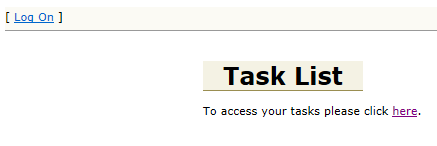 [ Log On ]
Task List
To access your tasks please click here.